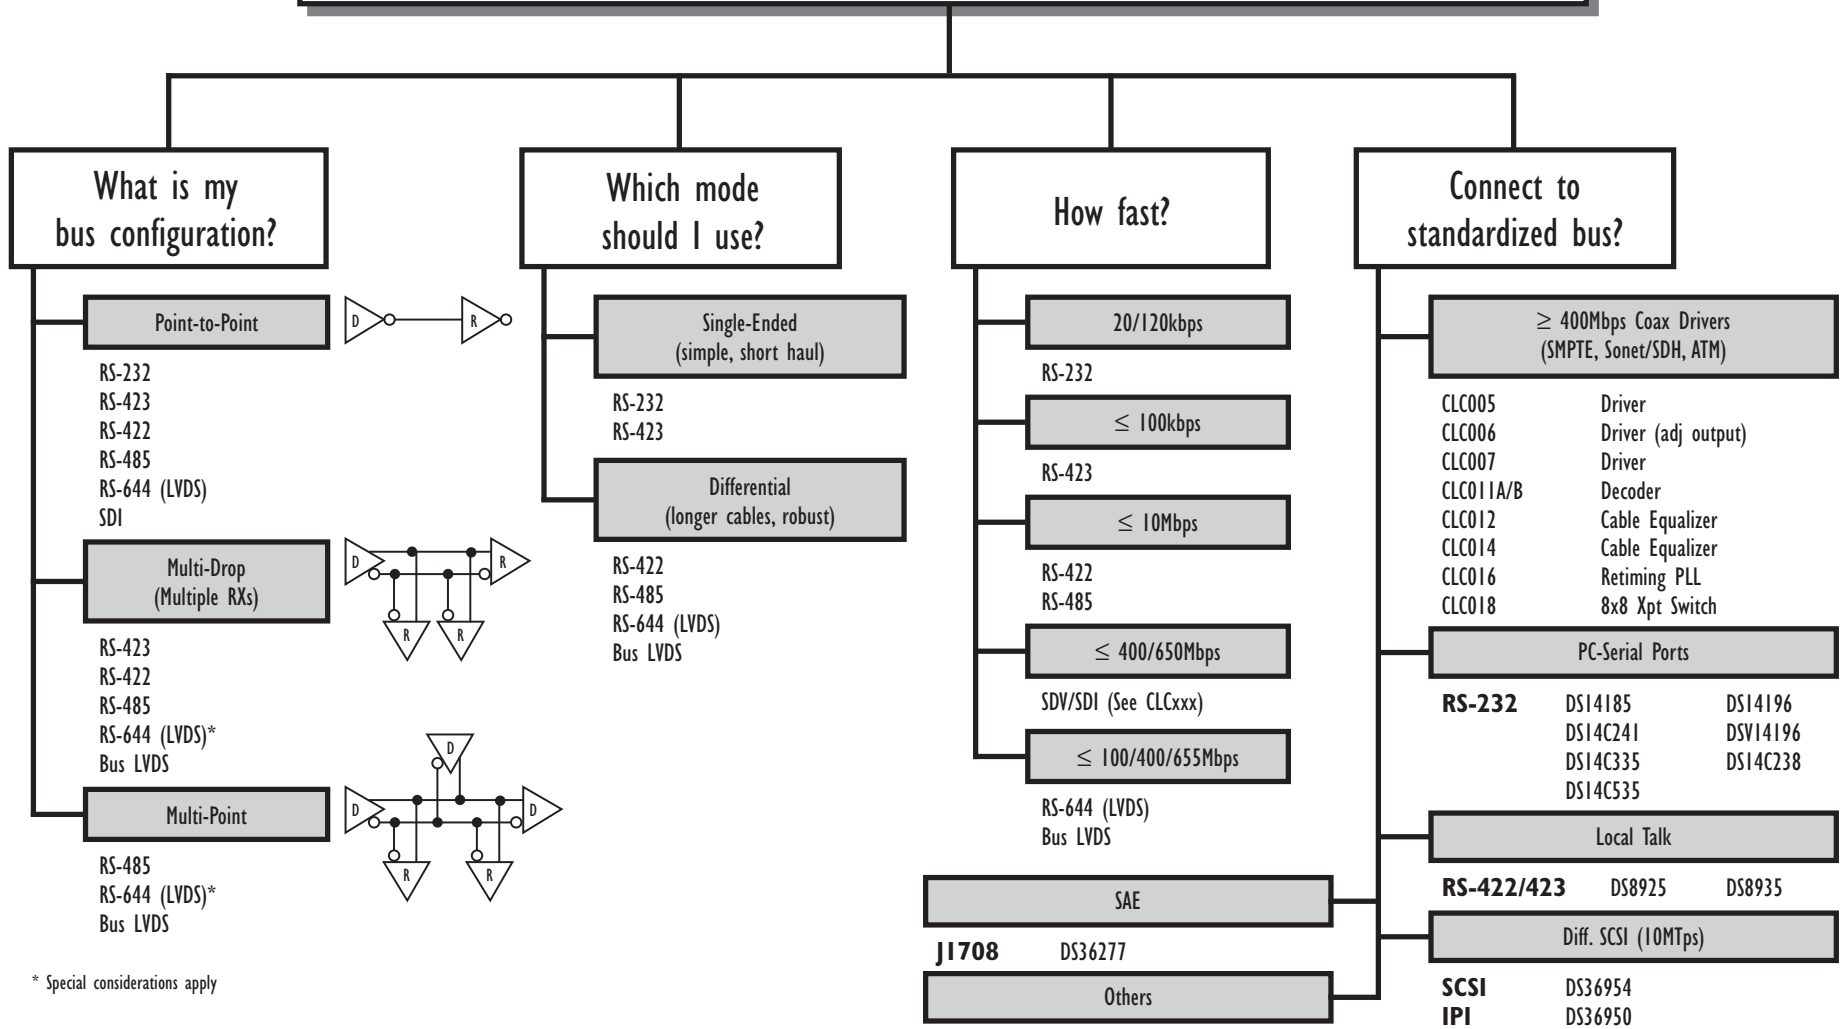 What is my
bus configuration?
Point-to-Point
D
R
RS-232
RS-423
RS-422
RS-485
RS-644 (LVDS)
SDI
Multi-Drop
(Multiple RXs)
D
R
R
R
RS-423
RS-422
RS-485
RS-644 (LVDS)*
Bus LVDS
Multi-Point
D
D
D
R
R
RS-485
RS-644 (LVDS)*
Bus LVDS
* Special considerations apply
Which mode
should I use?
Single-Ended
(simple, short haul)
RS-232
RS-423
Differential
(longer cables, robust)
RS-422
RS-485
RS-644 (LVDS)
Bus LVDS
How fast?
20/120kbps
RS-232
≤ 100kbps
RS-423
≤ 10Mbps
RS-422
RS-485
≤ 400/650Mbps
SDV/SDI (See CLCxxx)
≤ 100/400/655Mbps
RS-644 (LVDS)
Bus LVDS
Connect to
standardized bus?
≥ 400Mbps Coax Drivers
(SMPTE, Sonet/SDH, ATM)
CLC005 Driver
CLC006 Driver (adj output)
CLC007 Driver
CLC011A/B Decoder
CLC012 Cable Equalizer
CLC014 Cable Equalizer
CLC016 Retiming PLL
CLC018 8x8 Xpt Switch
PC-Serial Ports
RS-232 DS14185 DS14196
DS14C241 DSV14196
DS14C335 DS14C238
DS14C535
Local Talk
RS-422/423 DS8925 DS8935
Diff. SCSI (10MTps)
SCSI DS36954
IPI DS36950
SAE
J1708 DS36277
Others